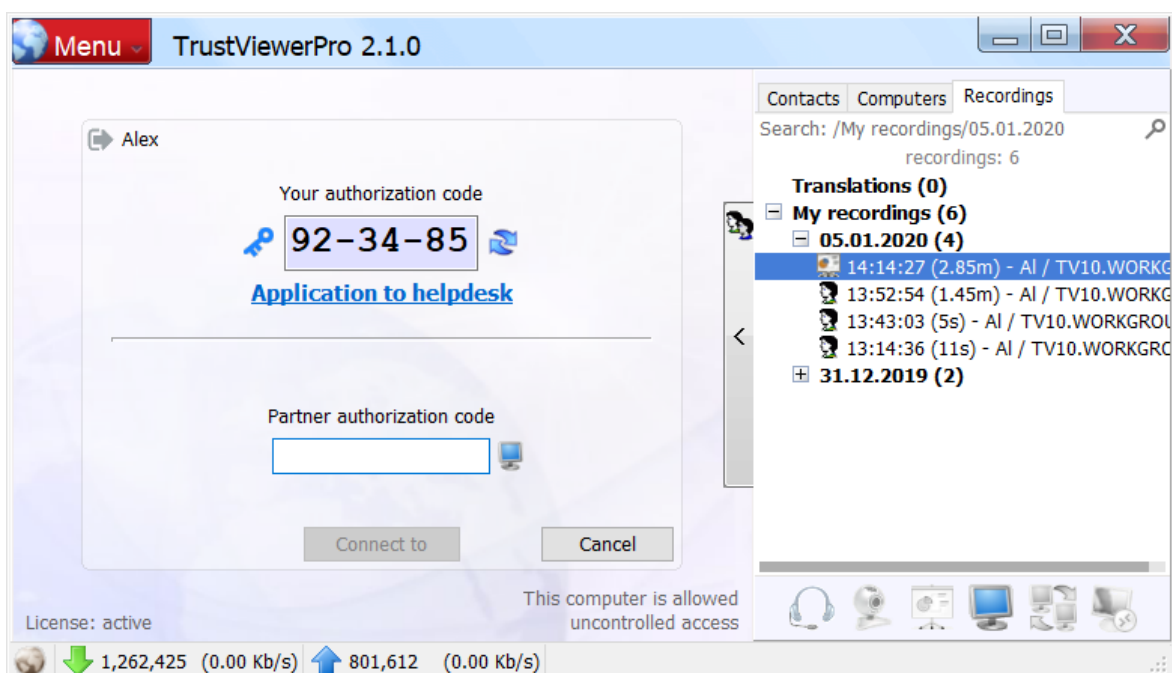 Menu
TrustViewerPro 2.1.0
Alex
Your authorization code
92-34-85
Application to helpdesk
Partner authorization code
Connect to
Cancel
This computer is allowed
uncontrolled access
License: active
Contacts
Computers
Recordings
Search: /My recordings/05.01.2020
recordings: 6
Translations (0)
My recordings (6)
05.01.2020 (4)
14:14:27 (2.85m) - Al / TV10.WORKG
13:52:54 (1.45m) - Al / TV10.WORKG
13:43:03 (5s) - Al / TV10.WORKGROU
13:14:36 (11s) - Al / TV10.WORKGRO
31.12.2019 (2)
1,262,425 (0.00 Kb/s) 801,612 (0.00 Kb/s)